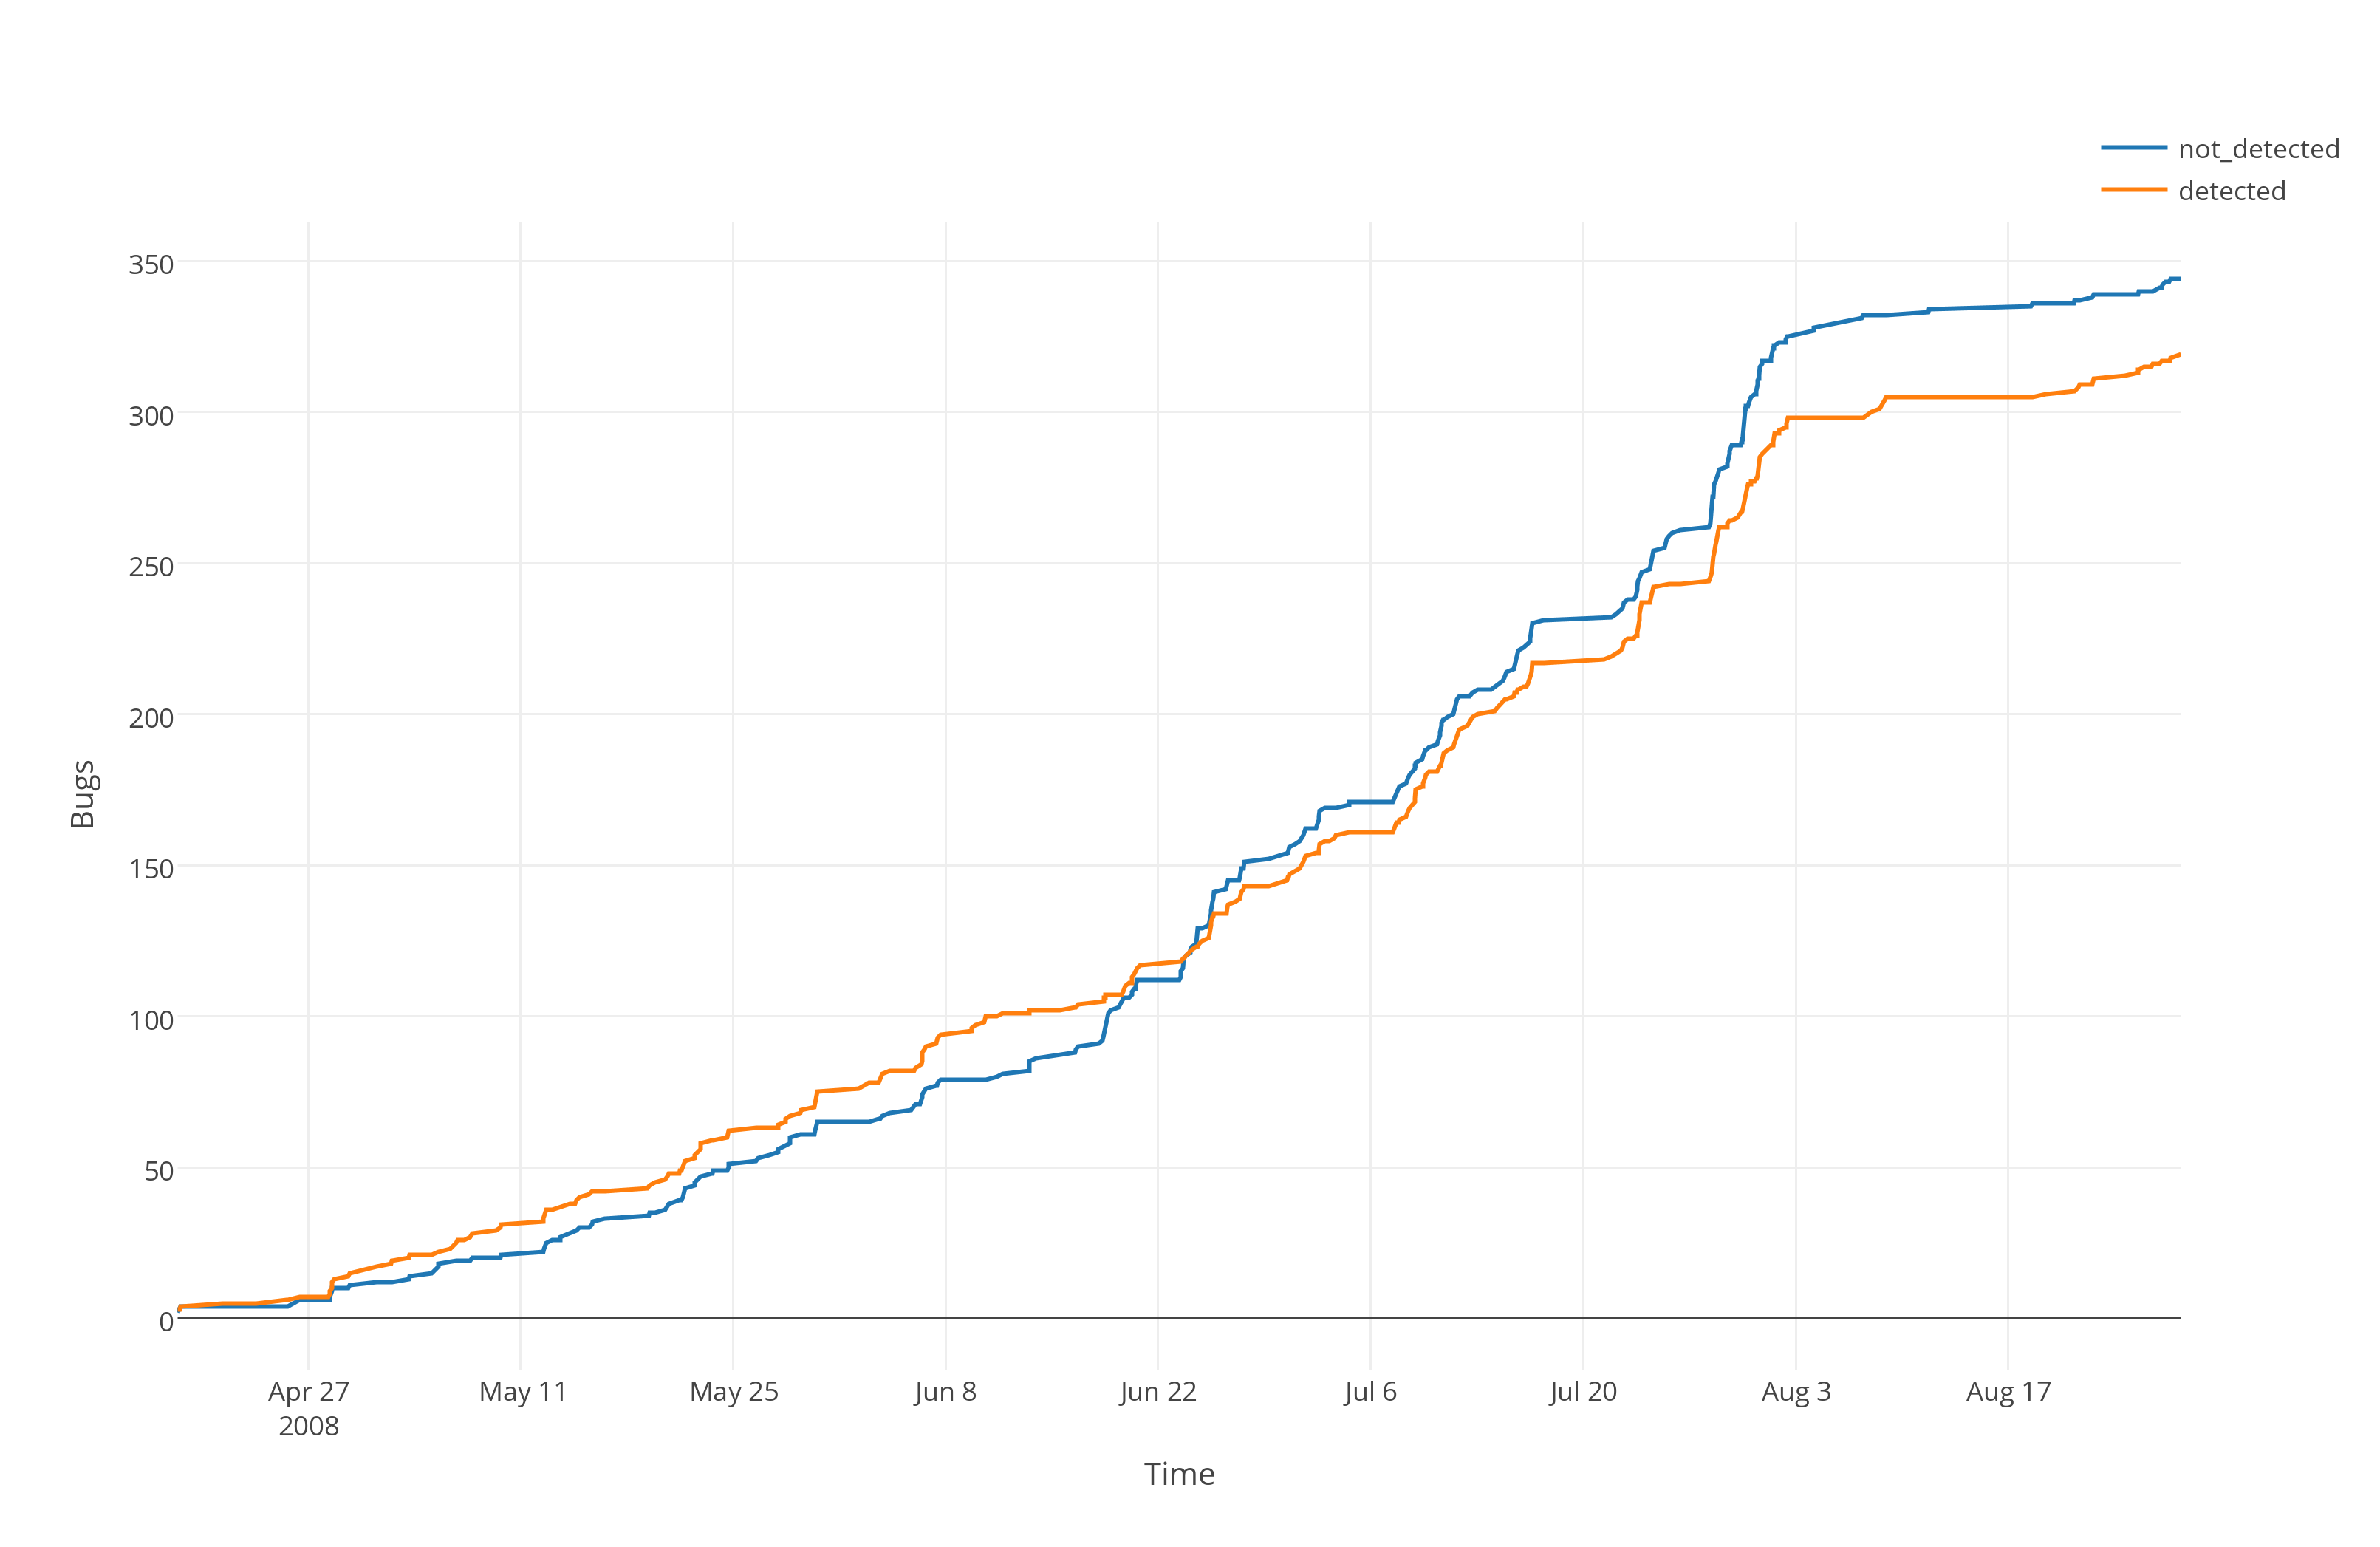 not_detected
detected
350
300
250
200
150
100
50
0
Bugs
Apr 27
2008
May 11
May 25
Jun 8
Jun 22
Jul 6
Jul 20
Aug 3
Aug 17
Time